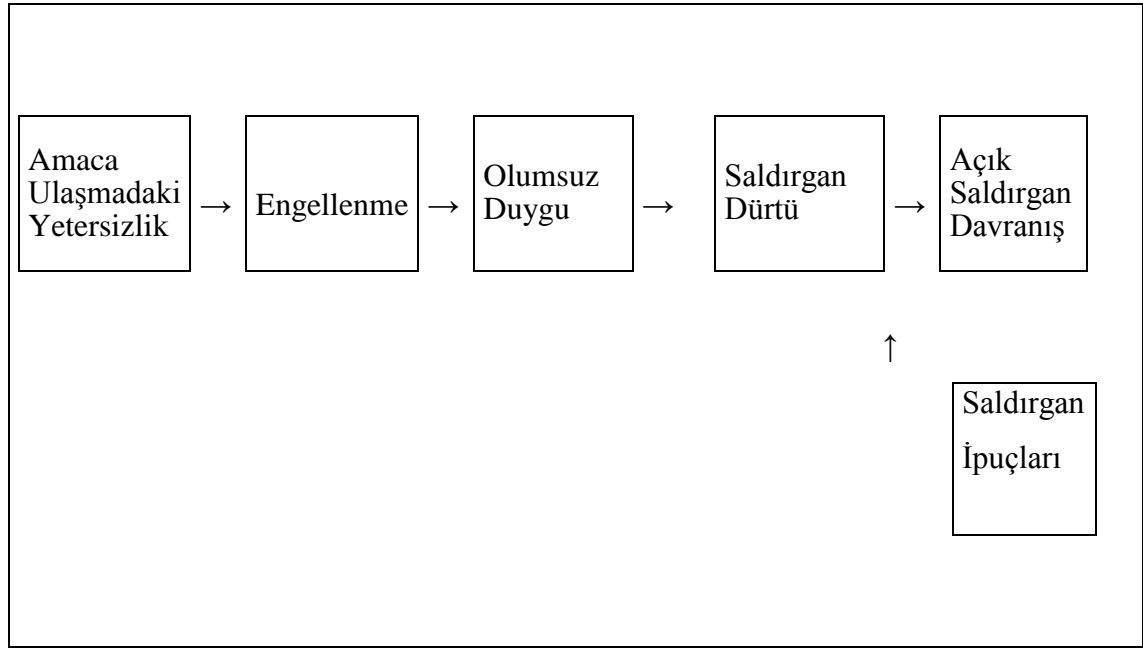 Amaca
Ulaşmadaki
Yetersizlik
→
Engellenme
→
Olumsuz
Duygu
→
Saldırgan
Dürtü
→
Açık
Saldırgan
Davranış
↑
Saldırgan
İpuçları